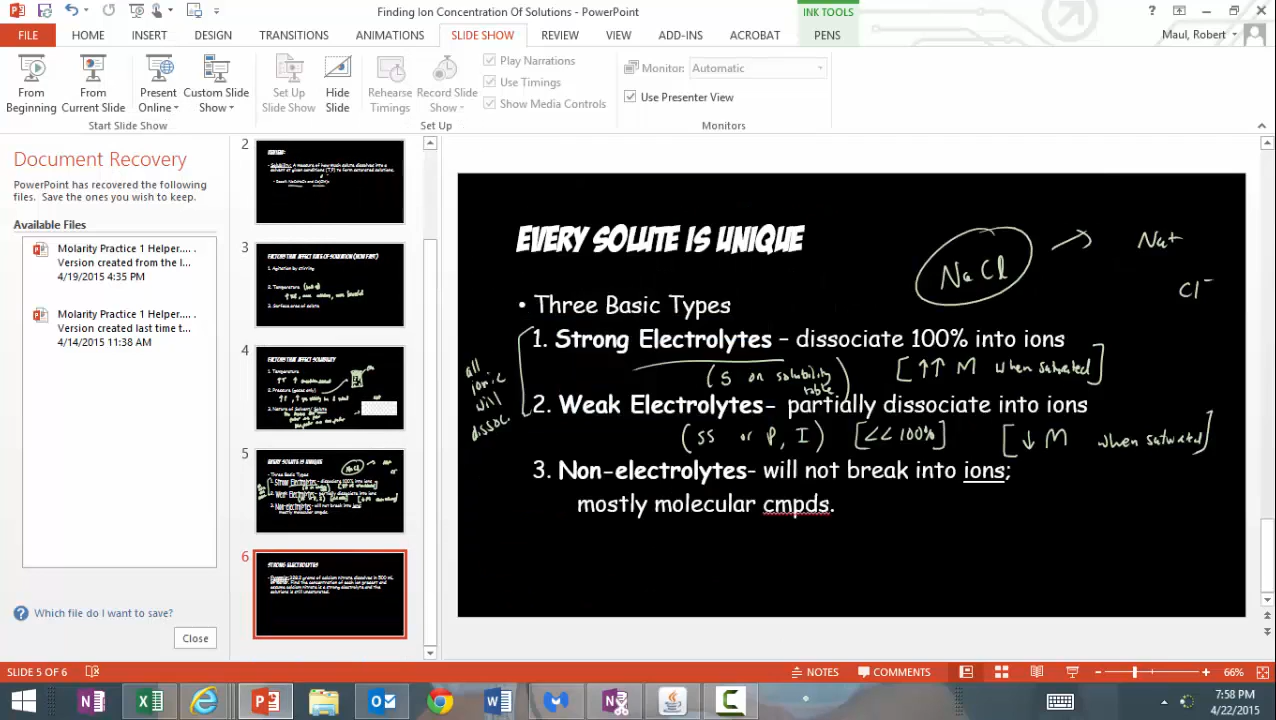 Finding Ion Concentration Of Solutions - PowerPoint
INK TOOLS
FILE HOME INSERT DESIGN TRANSITIONS ANIMATIONS SLIDE SHOW REVIEW VIEW ADD-INS ACROBAT PENS
Maul, Robert
From Beginning
From Current Slide
Present Online
Custom Slide Show
Set Up Slide Show
Hide Slide
Rehearse Timings
Record Slide Show
Play Narrations
Use Timings
Show Media Controls
Monitor: Automatic
Use Presenter View
Start Slide Show
Set Up
Monitors
Document Recovery
PowerPoint has recovered the following
files. Save the ones you wish to keep.
Available Files
Molarity Practice 1 Helper.... .
Version created from the l...
4/19/2015 4:35 PM
Molarity Practice 1 Helper.... .
Version created last time t...
4/14/2015 11:38 AM
Which file do I want to save?
Close
2
3
4
5
6
EVERY SOLUTE IS UNIQUE
NaCl → Na+
Cl-
• Three Basic Types
1. Strong Electrolytes – dissociate 100% into ions
(S on solubility table)
[↑↑ M when saturated]
all ionic will dissoc.
2. Weak Electrolytes- partially dissociate into ions
(SS or P, I) [<< 100%] [↓ M when saturated]
3. Non-electrolytes- will not break into ions;
mostly molecular cmpds.
SLIDE 5 OF 6
NOTES
COMMENTS
66%
7:58 PM
4/22/2015